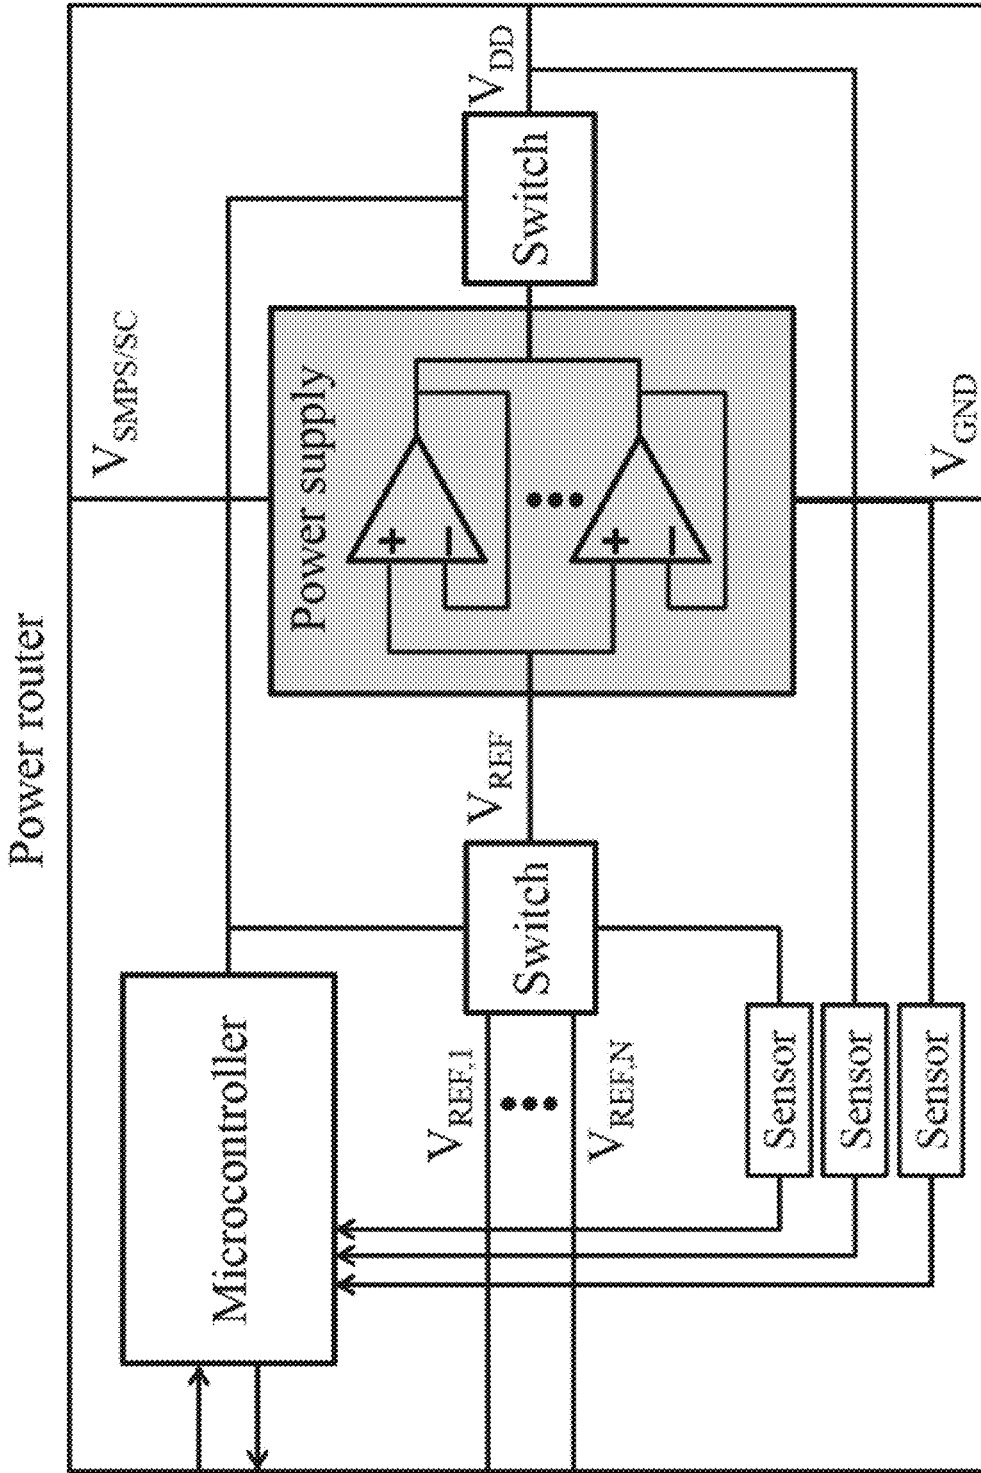 Power router
V_SMPS/SC
Microcontroller
Power supply
V_REF,1
V_REF,N
Switch
V_REF
+
−
+
−
Switch
V_DD
Sensor
Sensor
Sensor
V_GND